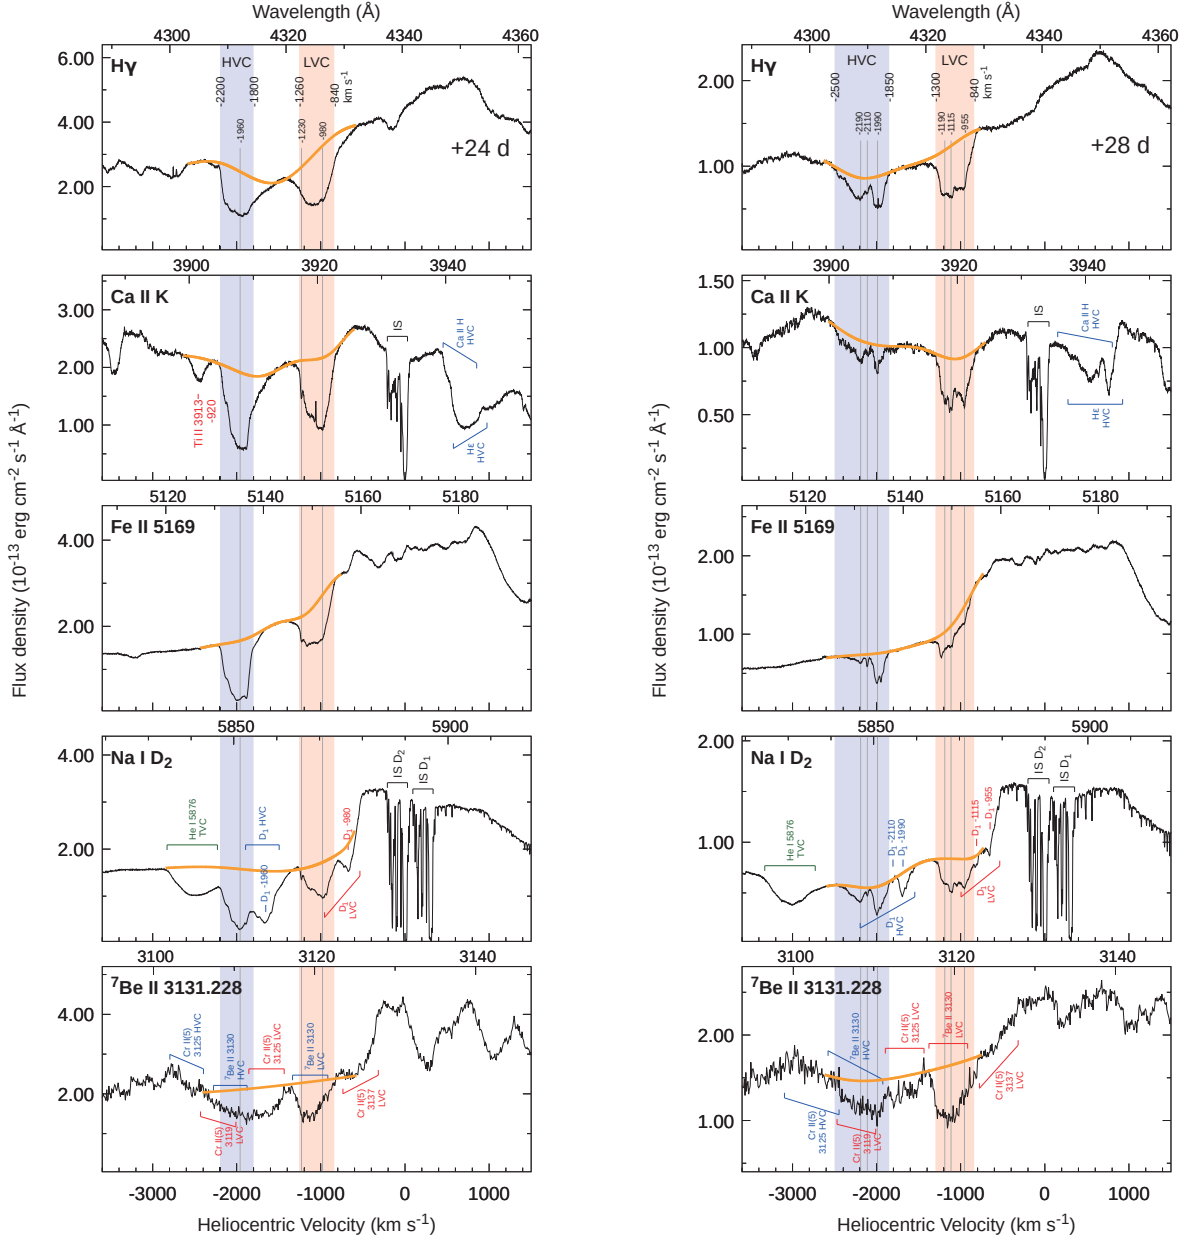 Wavelength (Å)
4300 4320 4340 4360
Hγ
HVC
LVC
-2200
-1800
-1260
-840
km s-1
-1960
-1230
-980
+24 d
6.00
4.00
2.00
3900 3920 3940
Ca II K
IS
Ca II H
HVC
Hε
HVC
Ti II 3913
-920
3.00
2.00
1.00
5120 5140 5160 5180
Fe II 5169
4.00
2.00
5850 5900
Na I D2
He I 5876
TVC
D1 HVC
D1 -1960
D1 -980
D1
LVC
IS D2
IS D1
4.00
2.00
3100 3120 3140
7Be II 3131.228
Cr II(5)
3125 HVC
7Be II 3130
HVC
Cr II(5)
3125 LVC
7Be II 3130
LVC
Cr II(5)
3119
LVC
Cr II(5)
3137
LVC
4.00
2.00
-3000 -2000 -1000 0 1000
Heliocentric Velocity (km s-1)
Flux density (10-13 erg cm-2 s-1 Å-1)
Wavelength (Å)
4300 4320 4340 4360
Hγ
HVC
LVC
-2500
-1850
-1300
-840
km s-1
-2190
-2110
-1990
-1190
-1115
-955
+28 d
2.00
1.00
3900 3920 3940
Ca II K
IS
Ca II H
HVC
Hε
HVC
1.50
1.00
0.50
5120 5140 5160 5180
Fe II 5169
2.00
1.00
5850 5900
Na I D2
He I 5876
TVC
D1 -2110
D1 -1990
D1
HVC
D1 -1115
D1 -955
D1
LVC
IS D2
IS D1
2.00
1.00
3100 3120 3140
7Be II 3131.228
7Be II 3130
HVC
Cr II(5)
3125 LVC
7Be II 3130
LVC
Cr II(5)
3125 HVC
Cr II(5)
3119
LVC
Cr II(5)
3137
LVC
2.00
1.00
-3000 -2000 -1000 0 1000
Heliocentric Velocity (km s-1)
Flux density (10-13 erg cm-2 s-1 Å-1)